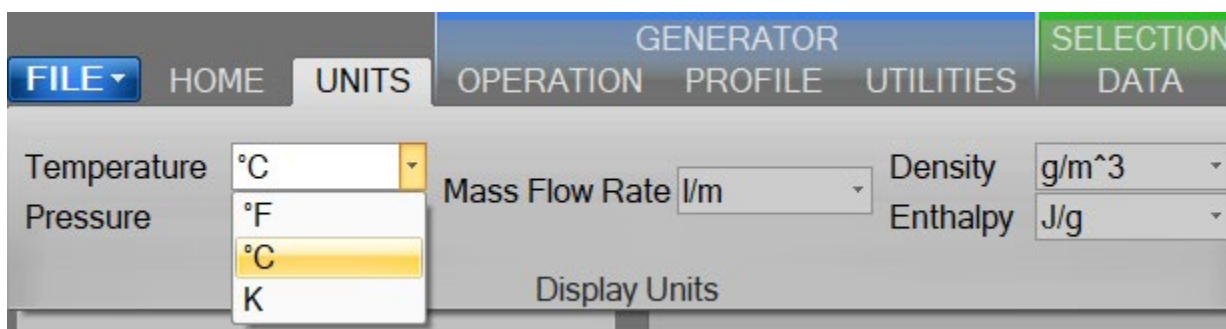 GENERATOR SELECTION
FILE HOME UNITS OPERATION PROFILE UTILITIES DATA
Temperature °C Mass Flow Rate l/m Density g/m^3
Pressure Enthalpy J/g
°F
°C
K
Display Units